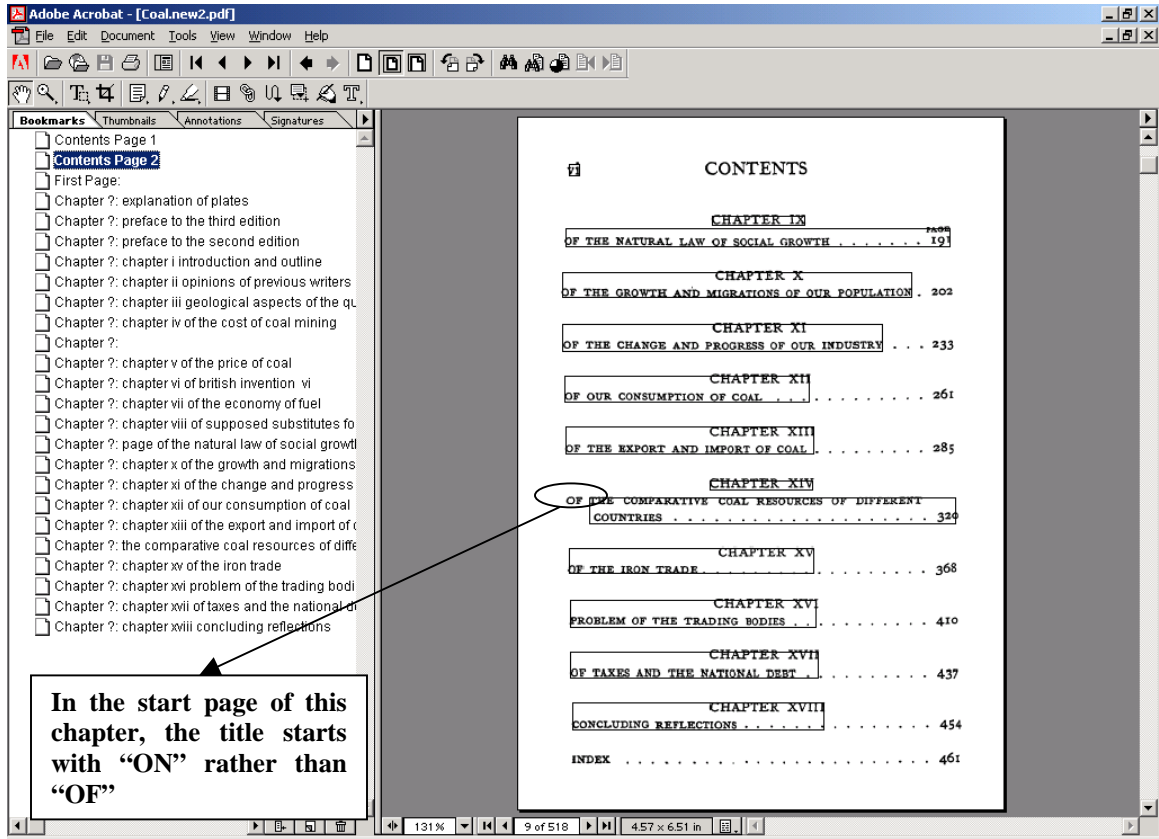 Adobe Acrobat - [Coal.new2.pdf]
File Edit Document Tools View Window Help
Bookmarks Thumbnails Annotations Signatures
Contents Page 1
Contents Page 2
First Page:
Chapter ?: explanation of plates
Chapter ?: preface to the third edition
Chapter ?: preface to the second edition
Chapter ?: chapter i introduction and outline
Chapter ?: chapter ii opinions of previous writers
Chapter ?: chapter iii geological aspects of the qu
Chapter ?: chapter iv of the cost of coal mining
Chapter ?:
Chapter ?: chapter v of the price of coal
Chapter ?: chapter vi of british invention vi
Chapter ?: chapter vii of the economy of fuel
Chapter ?: chapter viii of supposed substitutes fo
Chapter ?: page of the natural law of social growtl
Chapter ?: chapter x of the growth and migrations
Chapter ?: chapter xi of the change and progress
Chapter ?: chapter xii of our consumption of coal
Chapter ?: chapter xiii of the export and import of c
Chapter ?: the comparative coal resources of diffe
Chapter ?: chapter xv of the iron trade
Chapter ?: chapter xvi problem of the trading bodi
Chapter ?: chapter xvii of taxes and the national d
Chapter ?: chapter xviii concluding reflections
In the start page of this
chapter, the title starts
with “ON” rather than
“OF”
vi CONTENTS
CHAPTER IX
PAGE
OF THE NATURAL LAW OF SOCIAL GROWTH . . . . . . . 191
CHAPTER X
OF THE GROWTH AND MIGRATIONS OF OUR POPULATION . 202
CHAPTER XI
OF THE CHANGE AND PROGRESS OF OUR INDUSTRY . . . 233
CHAPTER XII
OF OUR CONSUMPTION OF COAL . . . . . . . . . . . . 261
CHAPTER XIII
OF THE EXPORT AND IMPORT OF COAL . . . . . . . . . 285
CHAPTER XIV
OF THE COMPARATIVE COAL RESOURCES OF DIFFERENT
COUNTRIES . . . . . . . . . . . . . . . . . . . . 320
CHAPTER XV
OF THE IRON TRADE . . . . . . . . . . . . . . . . . 368
CHAPTER XVI
PROBLEM OF THE TRADING BODIES . . . . . . . . . . 410
CHAPTER XVII
OF TAXES AND THE NATIONAL DEBT . . . . . . . . . . 437
CHAPTER XVIII
CONCLUDING REFLECTIONS . . . . . . . . . . . . . . 454
INDEX . . . . . . . . . . . . . . . . . . . . . . . 461
131% 9 of 518 4.57 x 6.51 in